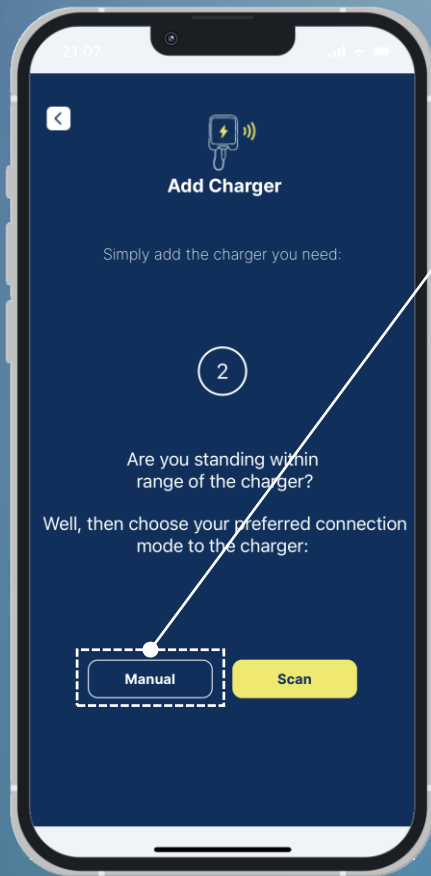 21:07
Add Charger
Simply add the charger you need:
2
Are you standing within
range of the charger?
Well, then choose your preferred connection
mode to the charger:
Manual
Scan